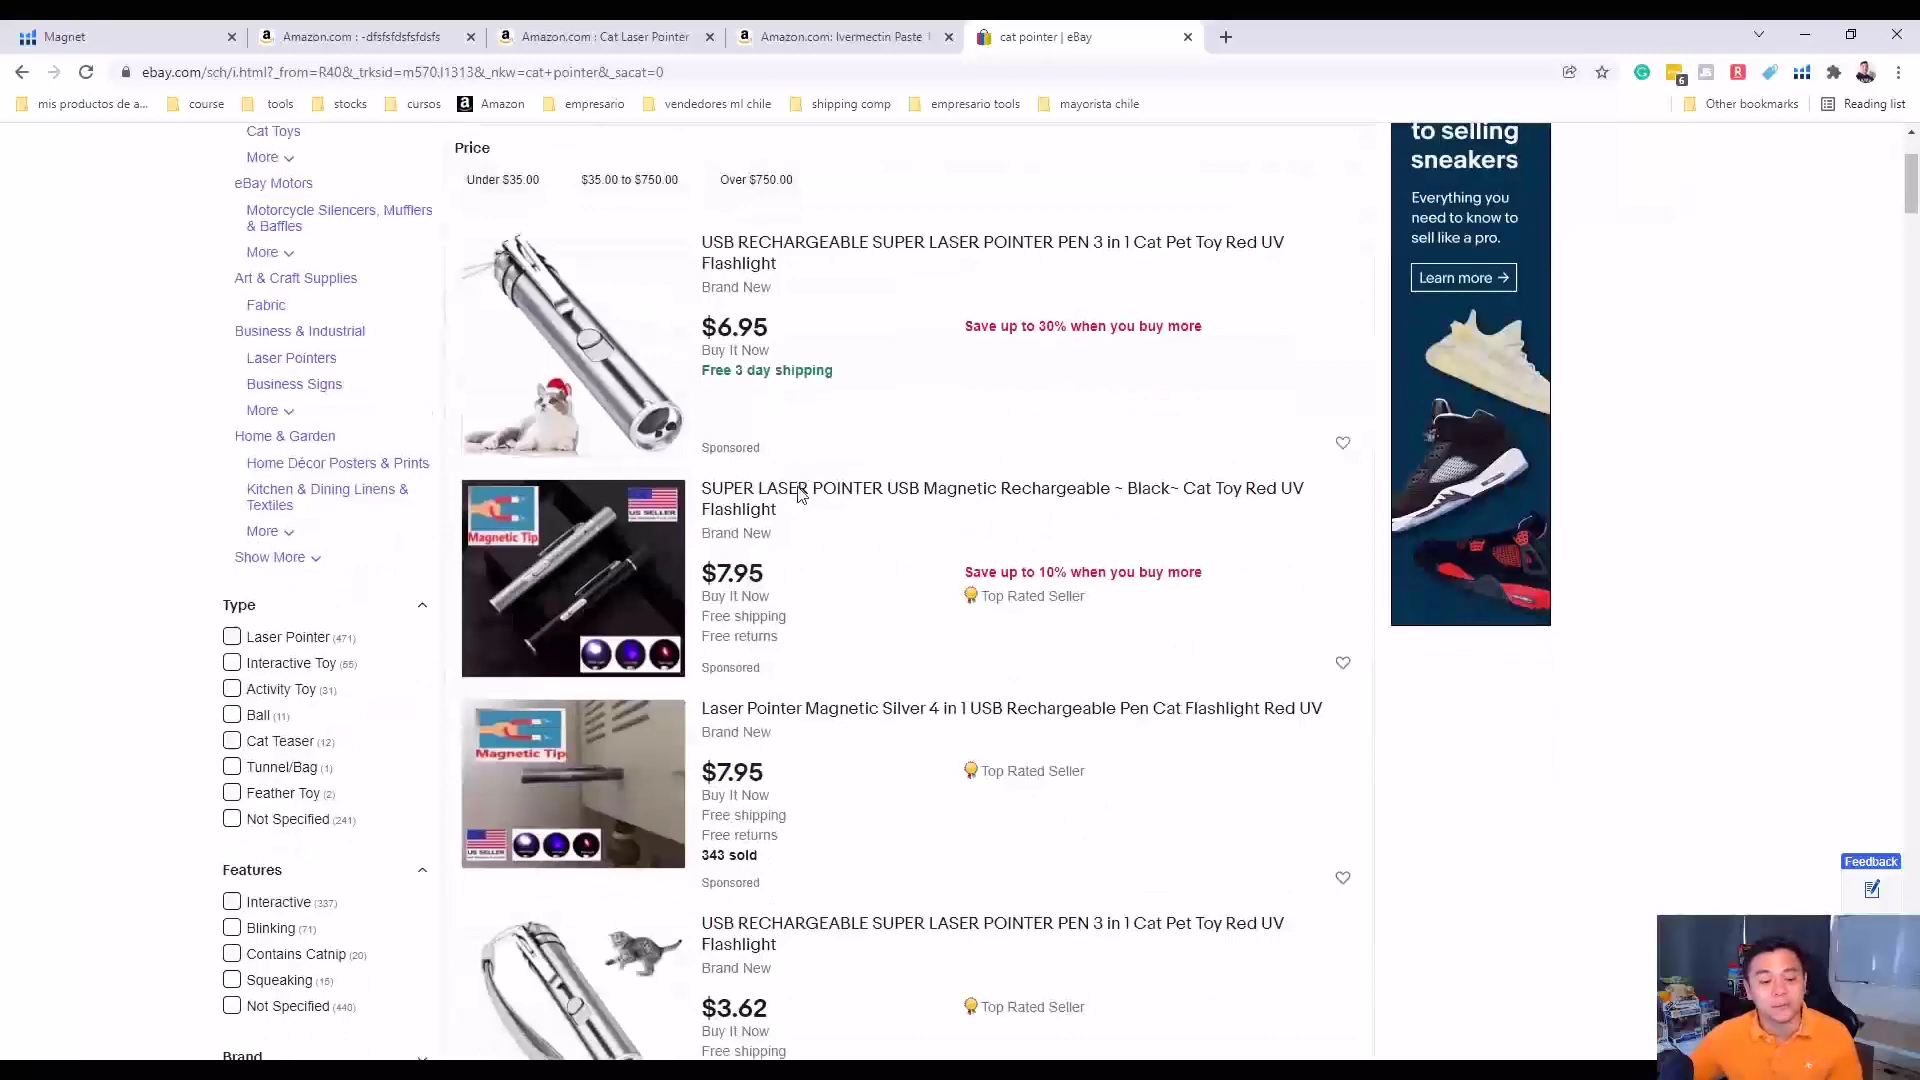 Magnet
Amazon.com : -dfsfsfdsfsfdsfs
Amazon.com : Cat Laser Pointer
Amazon.com: Ivermectin Paste
cat pointer | eBay
ebay.com/sch/i.html?_from=R40&_trksid=m570.l1313&_nkw=cat+pointer&_sacat=0
6
mis productos de a...
course
tools
stocks
cursos
Amazon
empresario
vendedores ml chile
shipping comp
empresario tools
mayorista chile
Other bookmarks
Reading list
Cat Toys
More
eBay Motors
Motorcycle Silencers, Mufflers
& Baffles
More
Art & Craft Supplies
Fabric
Business & Industrial
Laser Pointers
Business Signs
More
Home & Garden
Home Décor Posters & Prints
Kitchen & Dining Linens &
Textiles
More
Show More
Type
Laser Pointer (471)
Interactive Toy (55)
Activity Toy (31)
Ball (11)
Cat Teaser (12)
Tunnel/Bag (1)
Feather Toy (2)
Not Specified (241)
Features
Interactive (337)
Blinking (71)
Contains Catnip (20)
Squeaking (15)
Not Specified (440)
Brand
Price
Under $35.00
$35.00 to $750.00
Over $750.00
USB RECHARGEABLE SUPER LASER POINTER PEN 3 in 1 Cat Pet Toy Red UV
Flashlight
Brand New
$6.95
Save up to 30% when you buy more
Buy It Now
Free 3 day shipping
Sponsored
Magnetic Tip
US SELLER
SUPER LASER POINTER USB Magnetic Rechargeable ~ Black~ Cat Toy Red UV
Flashlight
Brand New
$7.95
Save up to 10% when you buy more
Buy It Now
Top Rated Seller
Free shipping
Free returns
Sponsored
Magnetic Tip
US SELLER
Laser Pointer Magnetic Silver 4 in 1 USB Rechargeable Pen Cat Flashlight Red UV
Brand New
$7.95
Top Rated Seller
Buy It Now
Free shipping
Free returns
343 sold
Sponsored
USB RECHARGEABLE SUPER LASER POINTER PEN 3 in 1 Cat Pet Toy Red UV
Flashlight
Brand New
$3.62
Top Rated Seller
Buy It Now
Free shipping
to selling
sneakers
Everything you
need to know to
sell like a pro.
Learn more →
Feedback